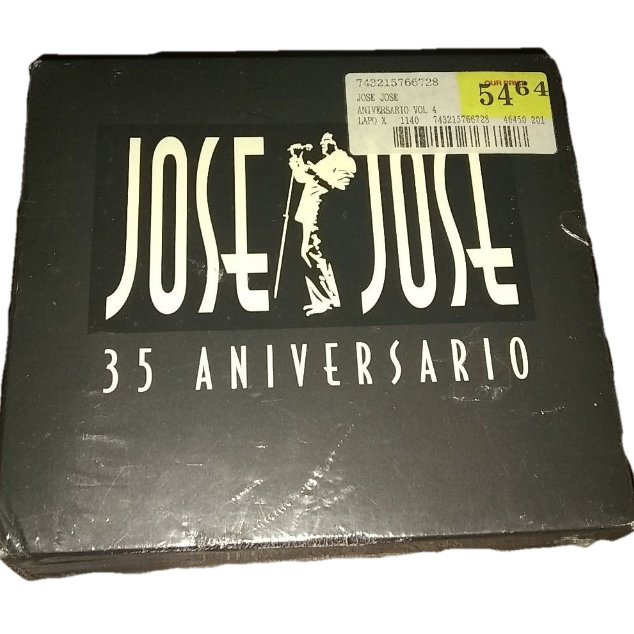 743215766728
OUR PRICE
JOSE JOSE
54 64
ANIVERSARIO VOL 4
LAPO X 1140 743215766728 46450 201
JOSE JOSE
35 ANIVERSARIO